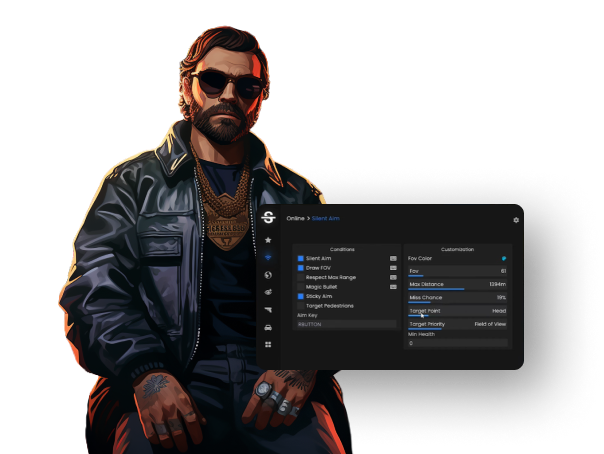 Online > Silent Aim
Conditions
Silent Aim
Draw FOV
Respect Max Range
Magic Bullet
Sticky Aim
Target Pedestrians
Aim Key
RBUTTON
Customization
Fov Color
Fov 61
Max Distance 1394m
Miss Chance 19%
Target Point Head
Target Priority Field of View
Min Health
0